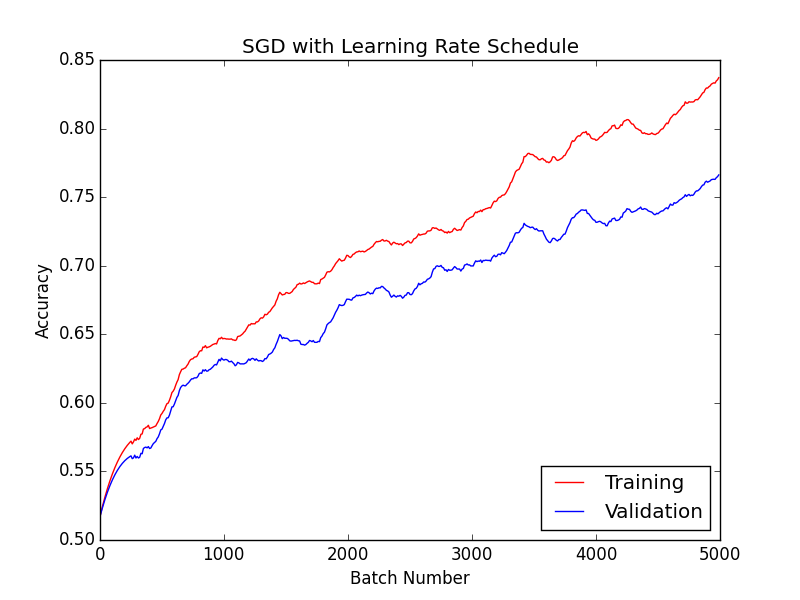 SGD with Learning Rate Schedule
0.85
0.80
0.75
0.70
0.65
0.60
0.55
0.50
Accuracy
Training
Validation
0 1000 2000 3000 4000 5000
Batch Number